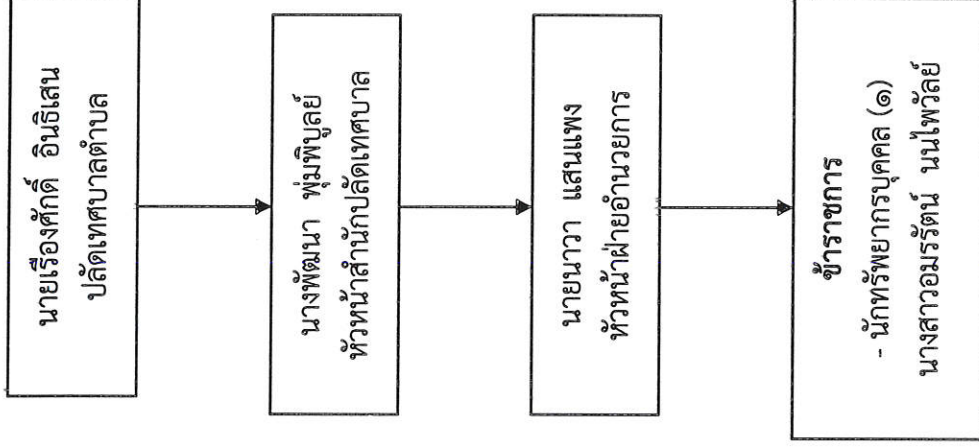 นายเรืองศักดิ์ อินธิเสน
ปลัดเทศบาลตำบล
นางพัฒนา พุ่มพิบูลย์
หัวหน้าสำนักปลัดเทศบาล
นายนาวา แสนแพง
หัวหน้าฝ่ายอำนวยการ
ข้าราชการ
- นักทรัพยากรบุคคล (๑)
นางสาวอมรรัตน์ นนไพวัลย์